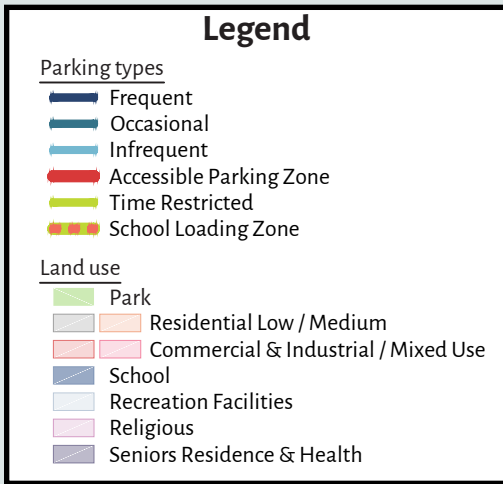 Legend
Parking types
Frequent
Occasional
Infrequent
Accessible Parking Zone
Time Restricted
School Loading Zone
Land use
Park
Residential Low / Medium
Commercial & Industrial / Mixed Use
School
Recreation Facilities
Religious
Seniors Residence & Health